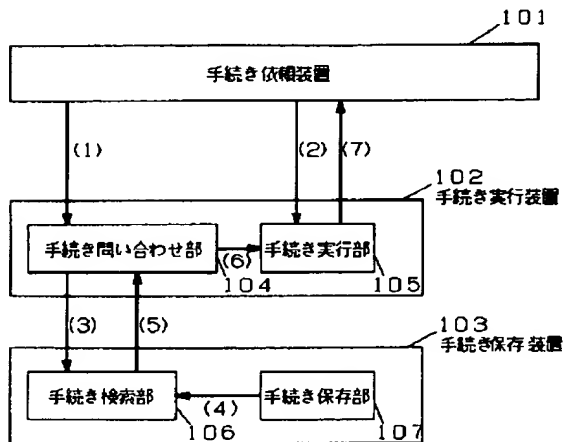 101
手続き依頼装置
(1)
(2)
(7)
102
手続き実行装置
手続き問い合わせ部
(6)
手続き実行部
104
105
(3)
(5)
103
手続き保存装置
手続き検索部
(4)
手続き保存部
106
107